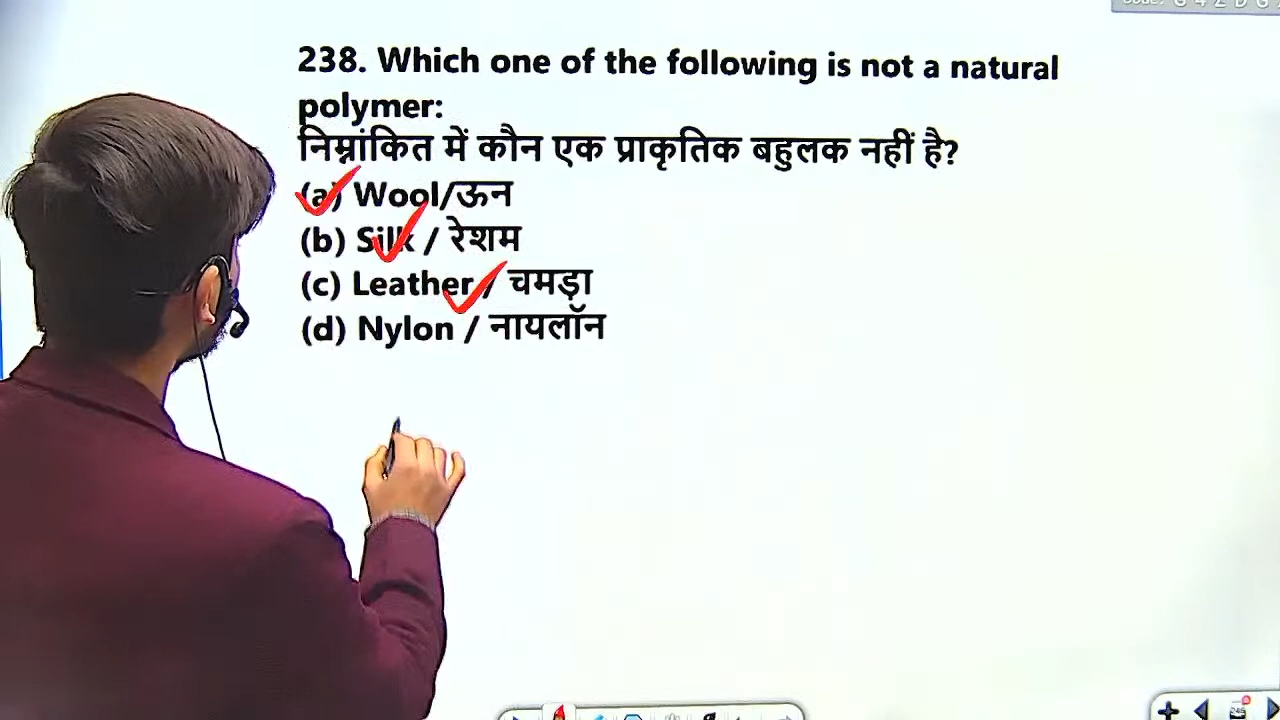 238. Which one of the following is not a natural
polymer:
निम्नांकित में कौन एक प्राकृतिक बहुलक नहीं है?
(a) Wool/ऊन
(b) Silk / रेशम
(c) Leather / चमड़ा
(d) Nylon / नायलॉन